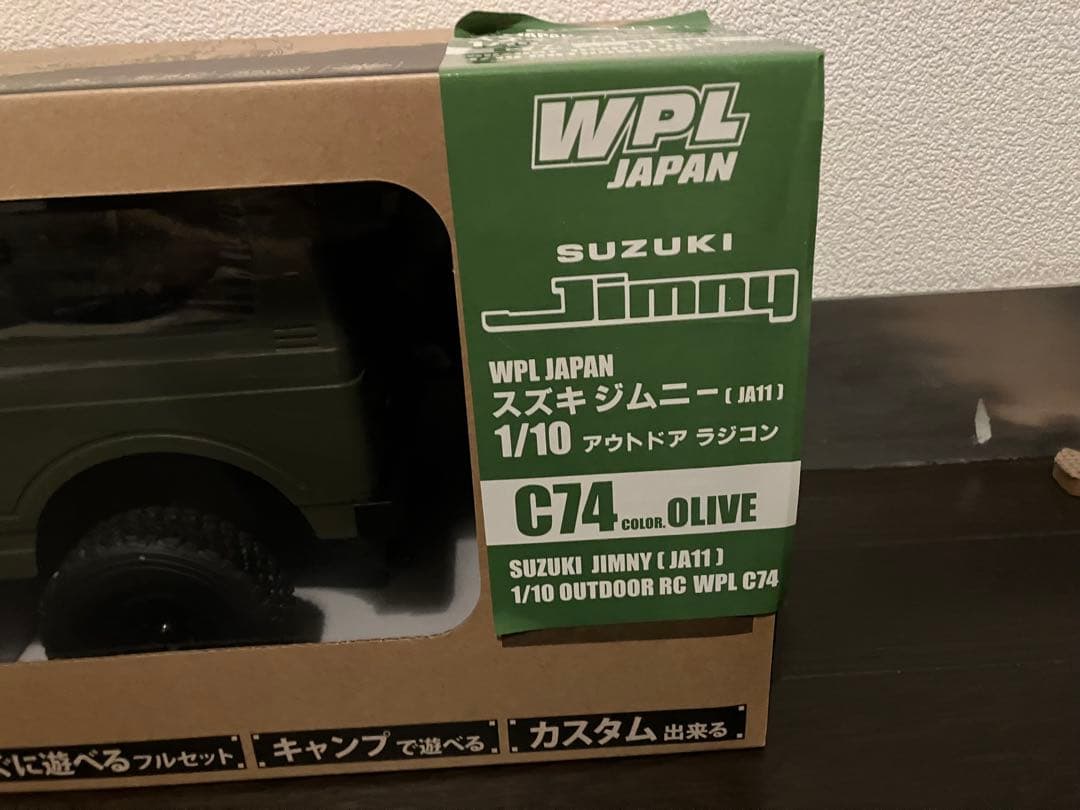 WPL
JAPAN
SUZUKI
Jimny
WPL JAPAN
スズキ ジムニー ( JA11 )
1/10 アウトドア ラジコン
C74 COLOR. OLIVE
SUZUKI JIMNY ( JA11 )
1/10 OUTDOOR RC WPL C74
に遊べるフルセット
キャンプで遊べる
カスタム出来る